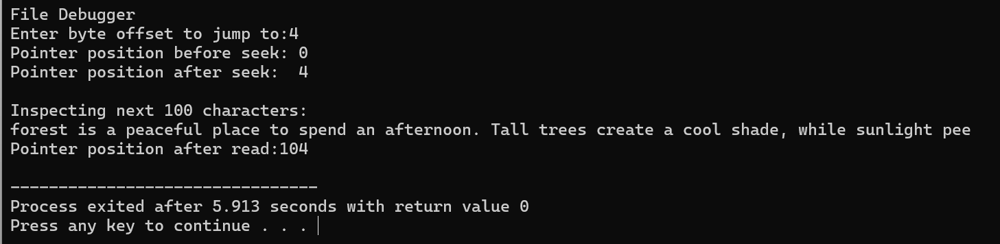 File Debugger
Enter byte offset to jump to:4
Pointer position before seek: 0
Pointer position after seek:  4

Inspecting next 100 characters:
forest is a peaceful place to spend an afternoon. Tall trees create a cool shade, while sunlight pee
Pointer position after read:104

--------------------------------
Process exited after 5.913 seconds with return value 0
Press any key to continue . . .